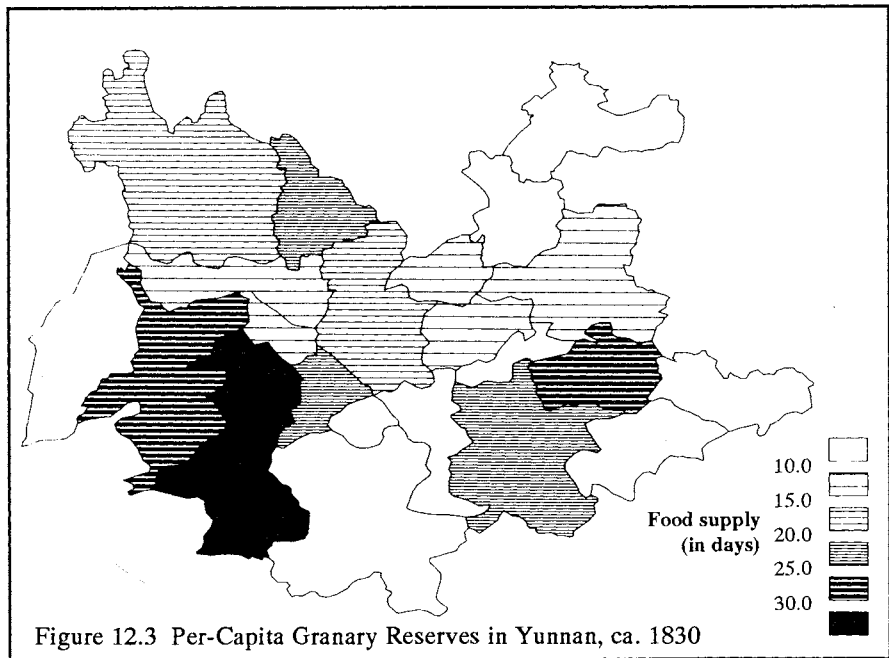 10.0
15.0
Food supply
20.0
(in days)
25.0
30.0
Figure 12.3 Per-Capita Granary Reserves in Yunnan, ca. 1830